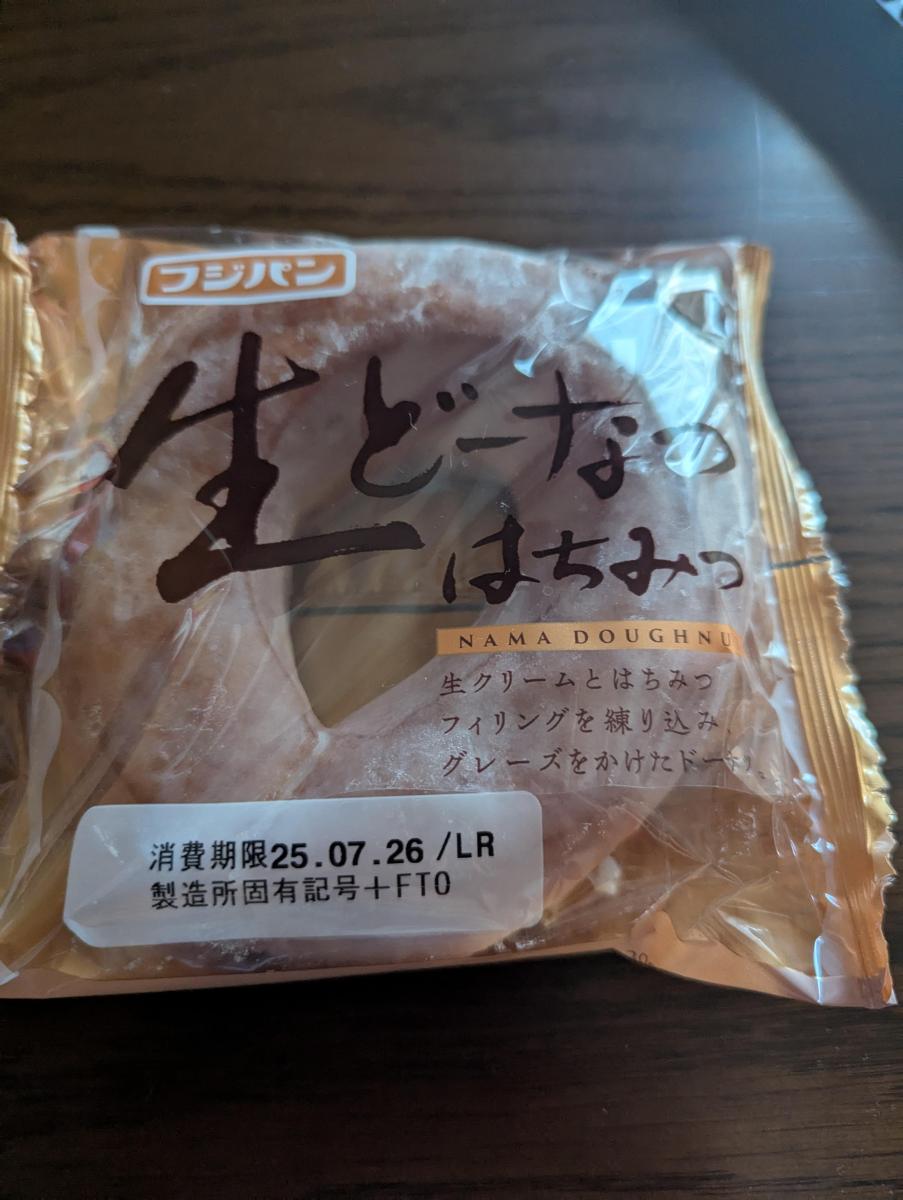 フジパン
生どーなつ
はちみつ
NAMA DOUGHNU
生クリームとはちみつ
フィリングを練り込み、
グレーズをかけたドーナツ。
消費期限25.07.26/LR
製造所固有記号+FT0